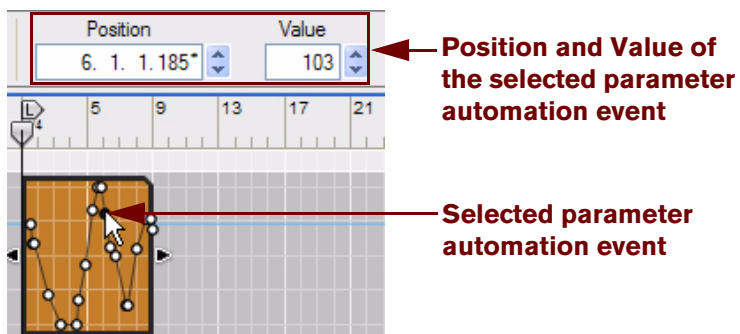 Position Value
6. 1. 1.185* 103
Position and Value of
the selected parameter
automation event
L 5 9 13 17 21
4
Selected parameter
automation event